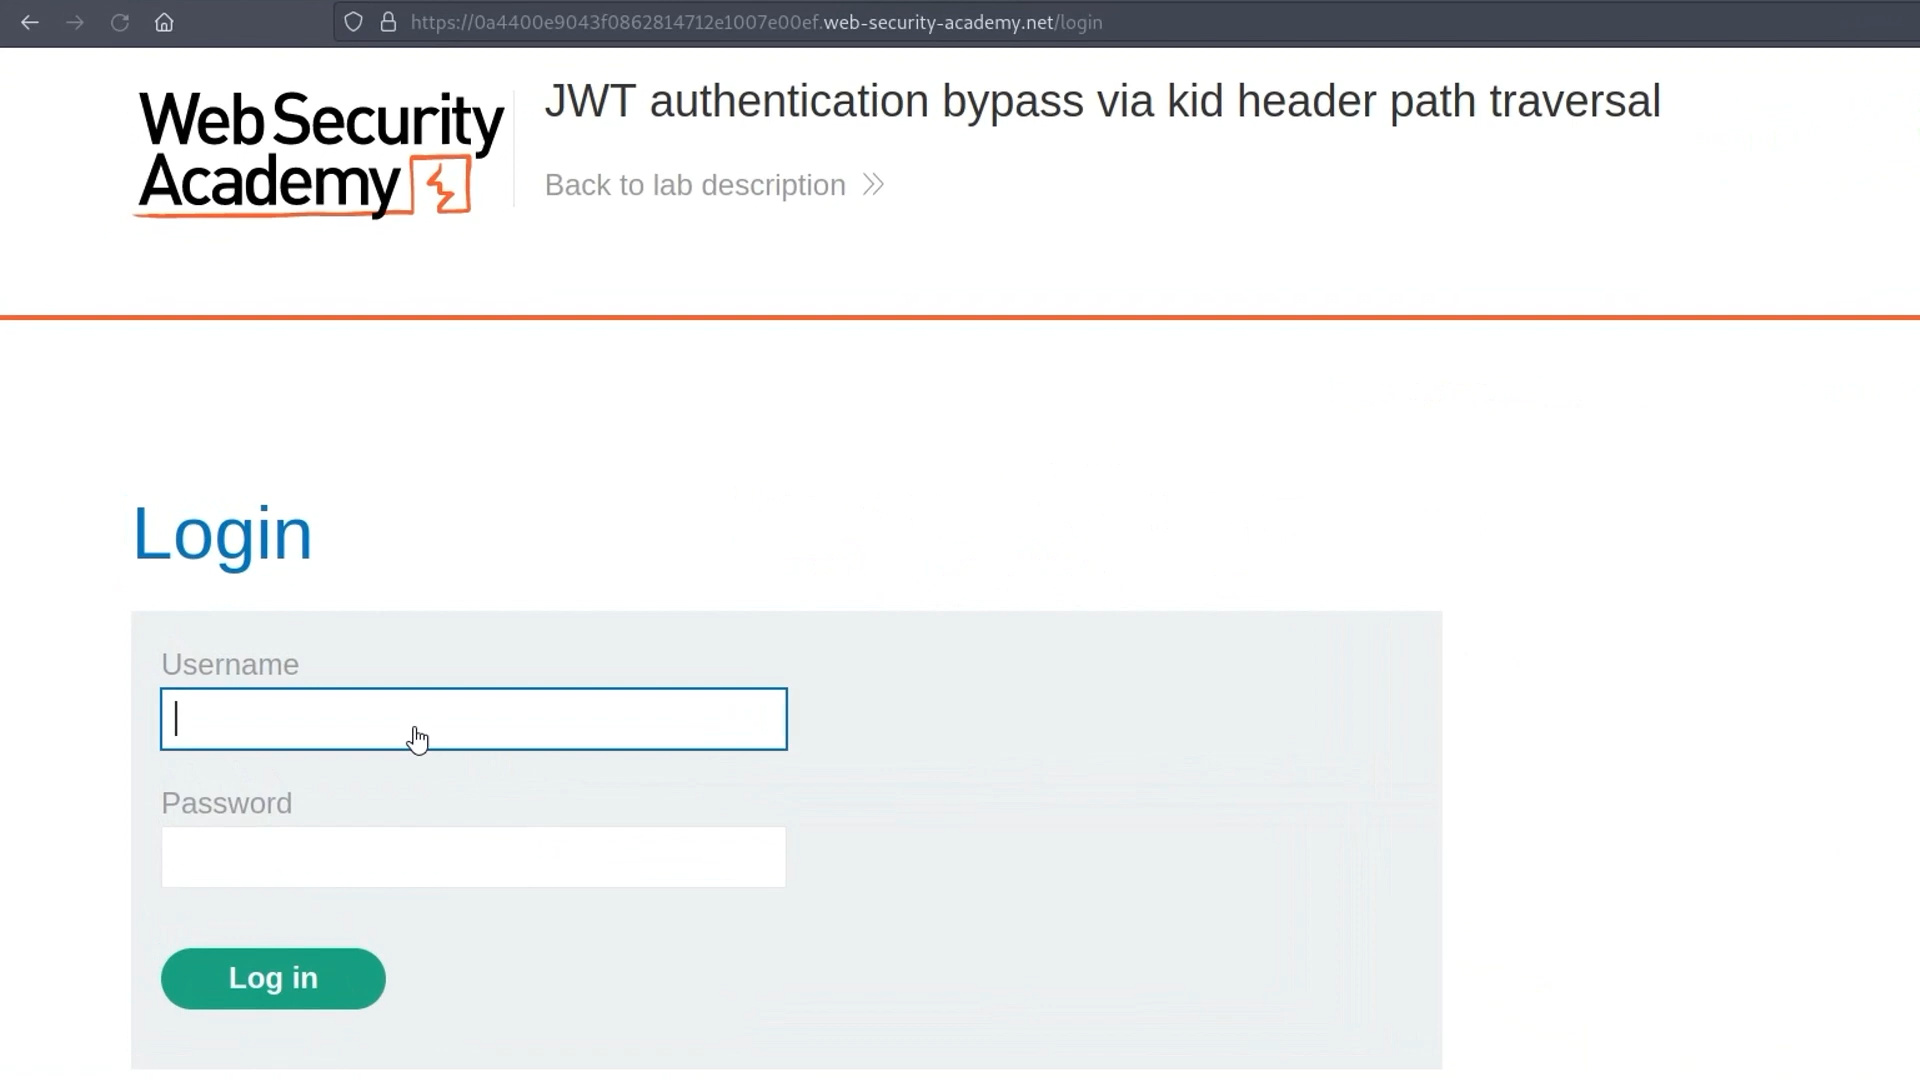 https://0a4400e9043f0862814712e1007e00ef.web-security-academy.net/login
Web Security
Academy
JWT authentication bypass via kid header path traversal
Back to lab description
Login
Username
Password
Log in